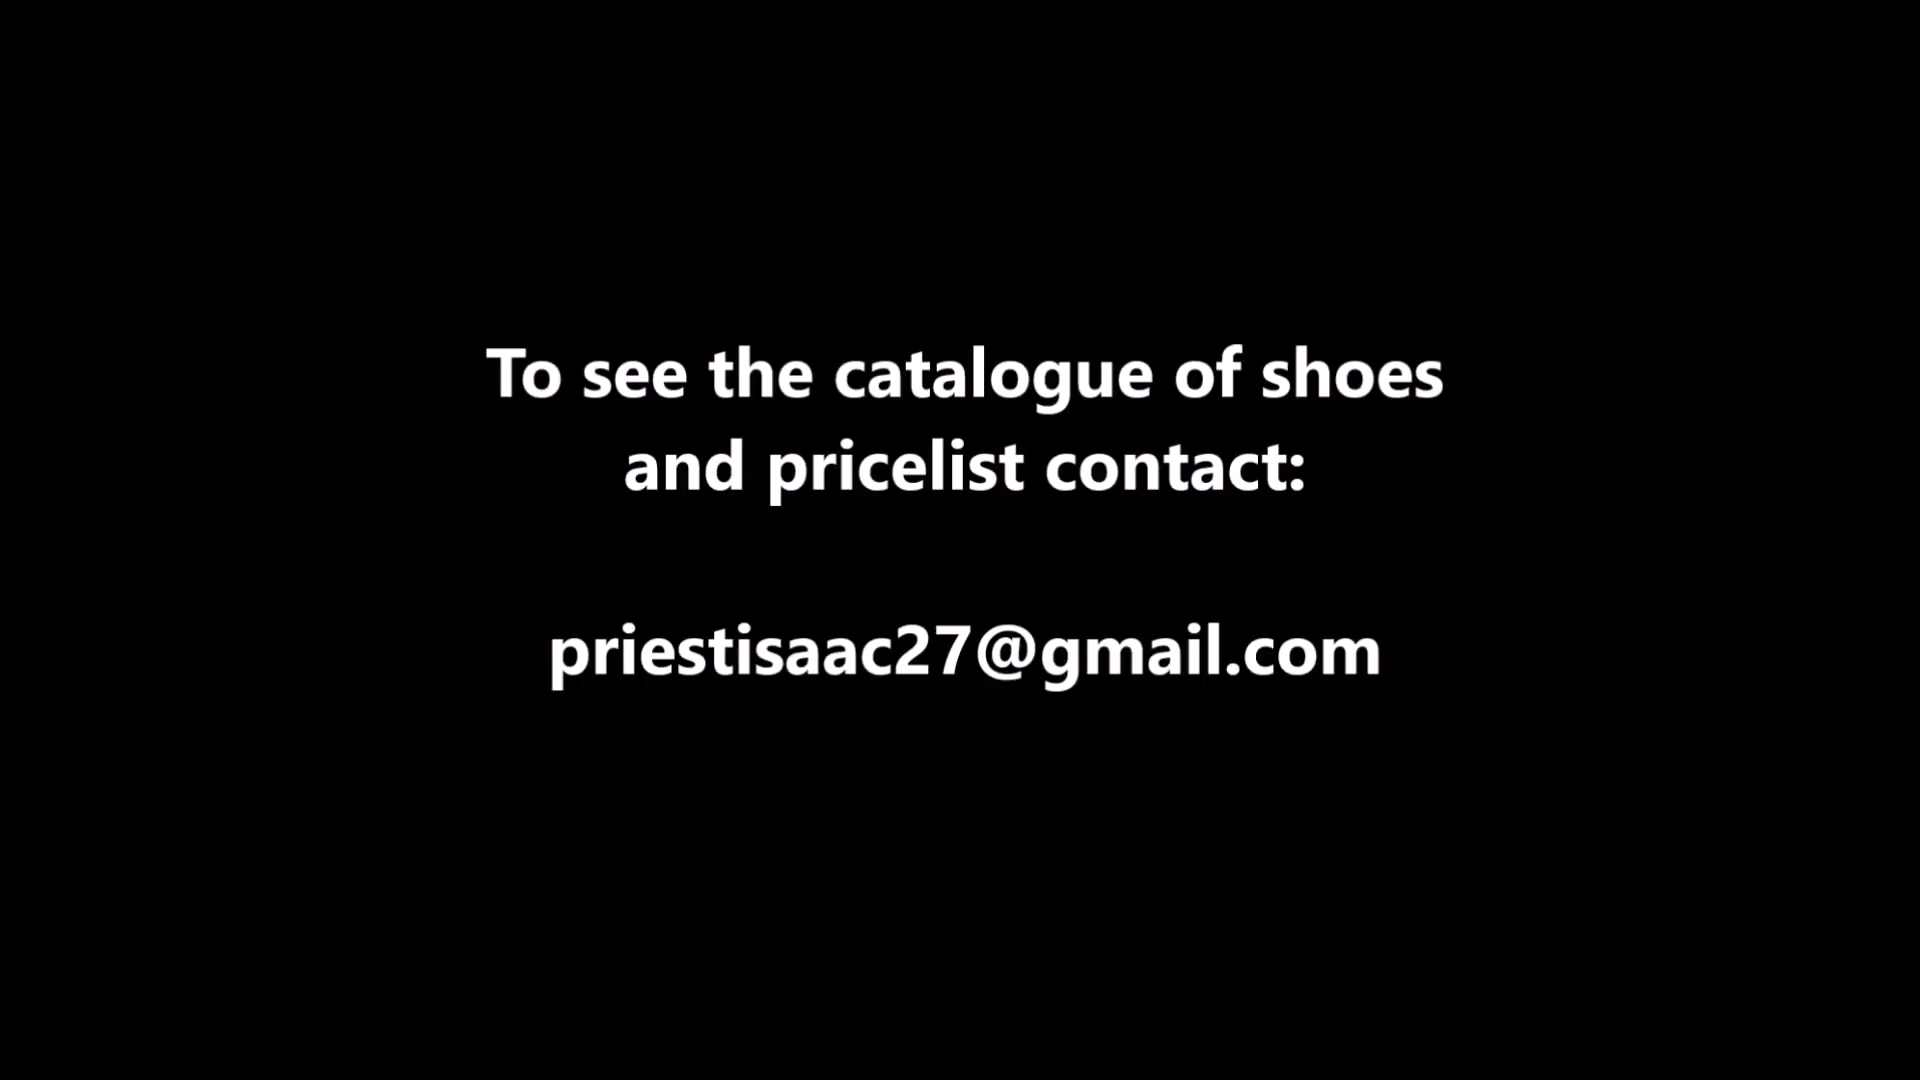 To see the catalogue of shoes
and pricelist contact:
priestisaac27@gmail.com